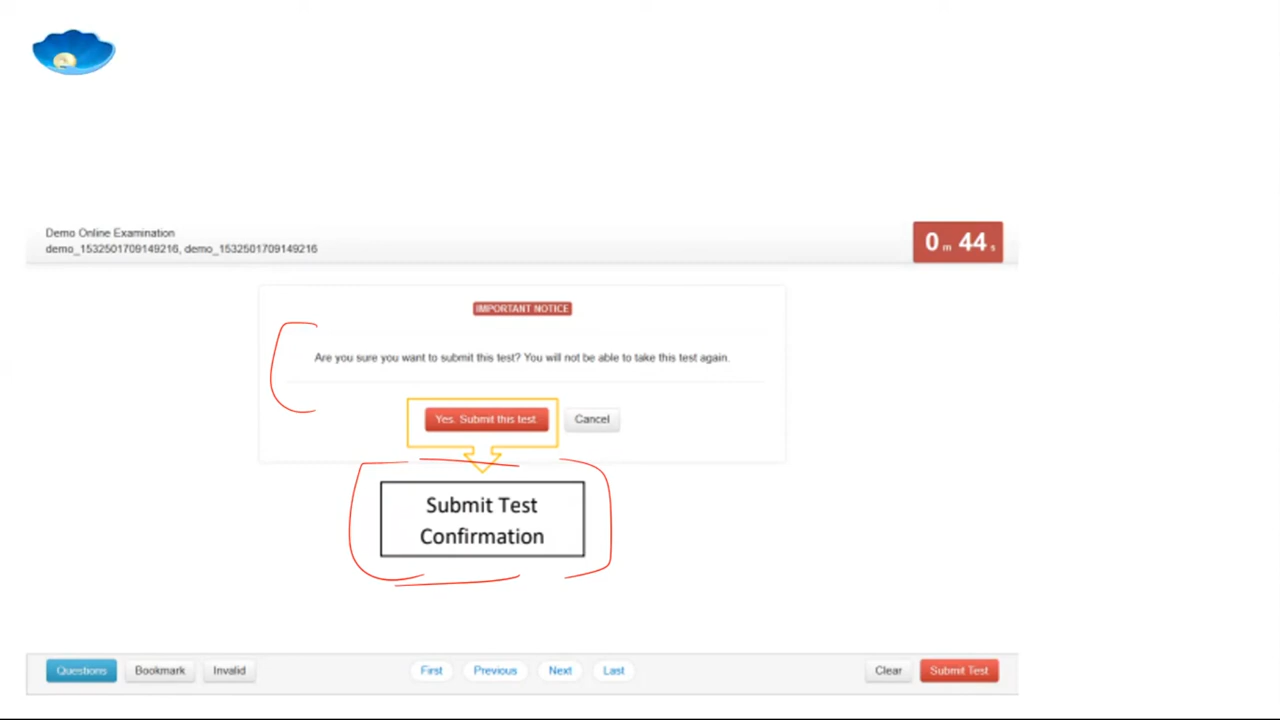 Demo Online Examination
demo_1532501709149216, demo_1532501709149216
0 m 44 s
IMPORTANT NOTICE
Are you sure you want to submit this test? You will not be able to take this test again.
Yes. Submit this test.
Cancel
Submit Test
Confirmation
Questions
Bookmark
Invalid
First
Previous
Next
Last
Clear
Submit Test